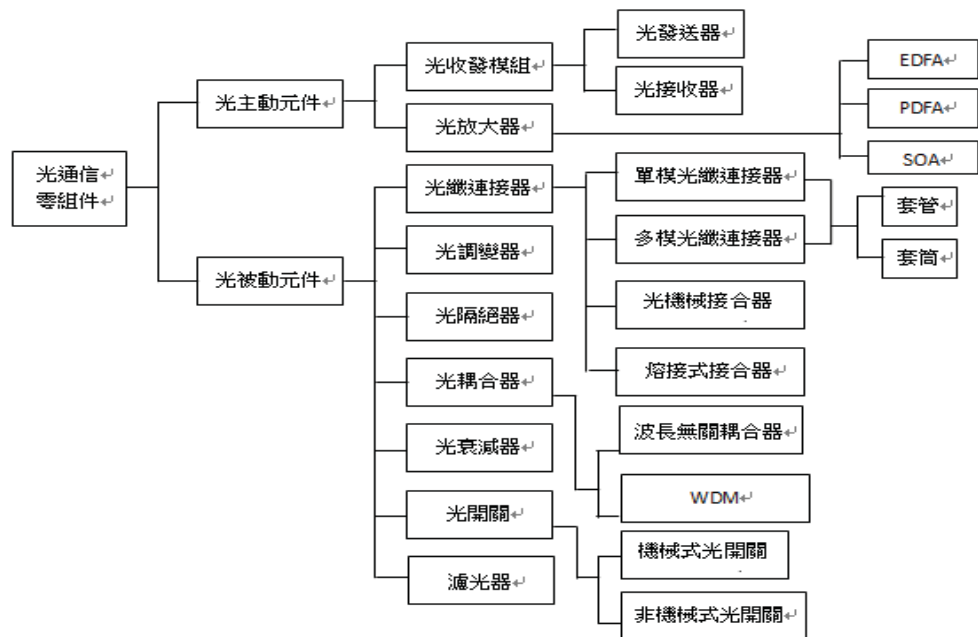 光通信
零組件
光主動元件
光收發模組
光發送器
光接收器
光放大器
EDFA
PDFA
SOA
光被動元件
光纖連接器
單模光纖連接器
多模光纖連接器
套管
套筒
光機械接合器
熔接式接合器
光調變器
光隔絕器
光耦合器
波長無關耦合器
WDM
光衰減器
光開關
機械式光開關
非機械式光開關
濾光器